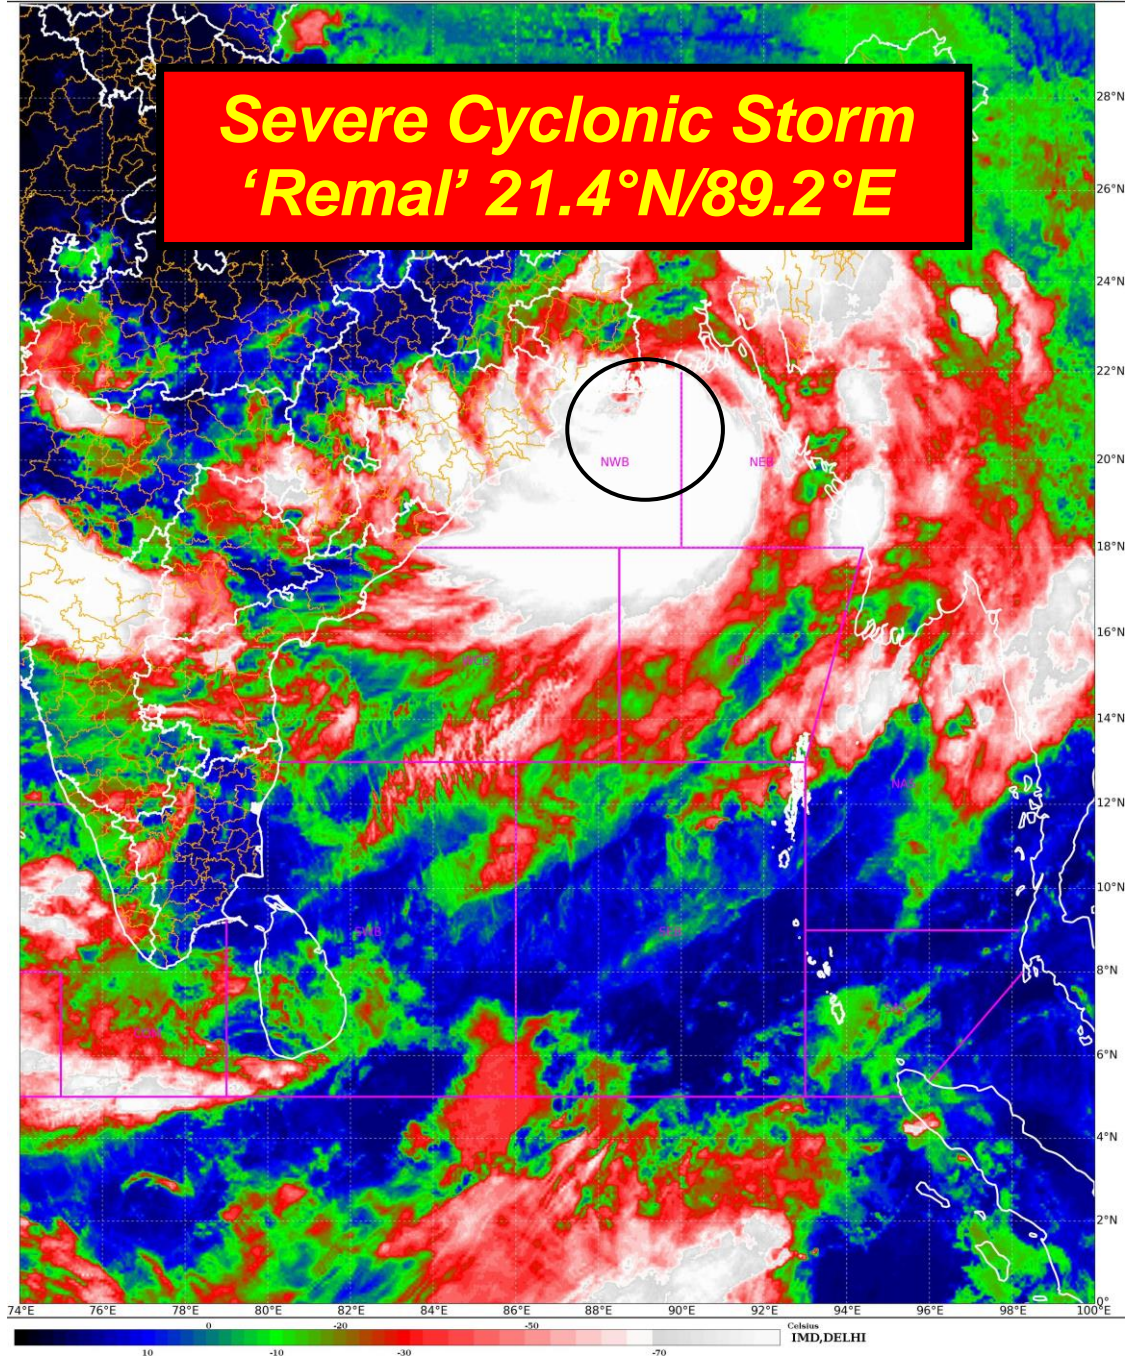 Severe Cyclonic Storm
‘Remal’ 21.4°N/89.2°E
28°N
26°N
24°N
22°N
NWB
NEB
20°N
18°N
16°N
14°N
12°N
10°N
8°N
6°N
4°N
2°N
0°
74°E 76°E 78°E 80°E 82°E 84°E 86°E 88°E 90°E 92°E 94°E 96°E 98°E 100°E
0 -20 -50 Celsius
IMD,DELHI
10 -10 -30 -70